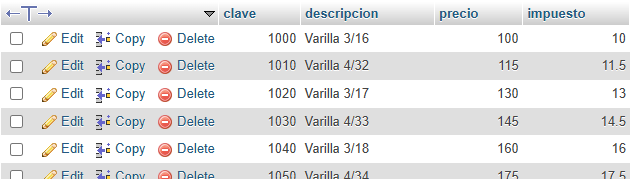 clave descripcion precio impuesto
Edit Copy Delete 1000 Varilla 3/16 100 10
Edit Copy Delete 1010 Varilla 4/32 115 11.5
Edit Copy Delete 1020 Varilla 3/17 130 13
Edit Copy Delete 1030 Varilla 4/33 145 14.5
Edit Copy Delete 1040 Varilla 3/18 160 16
Edit Copy Delete 1050 Varilla 4/34 175 17.5